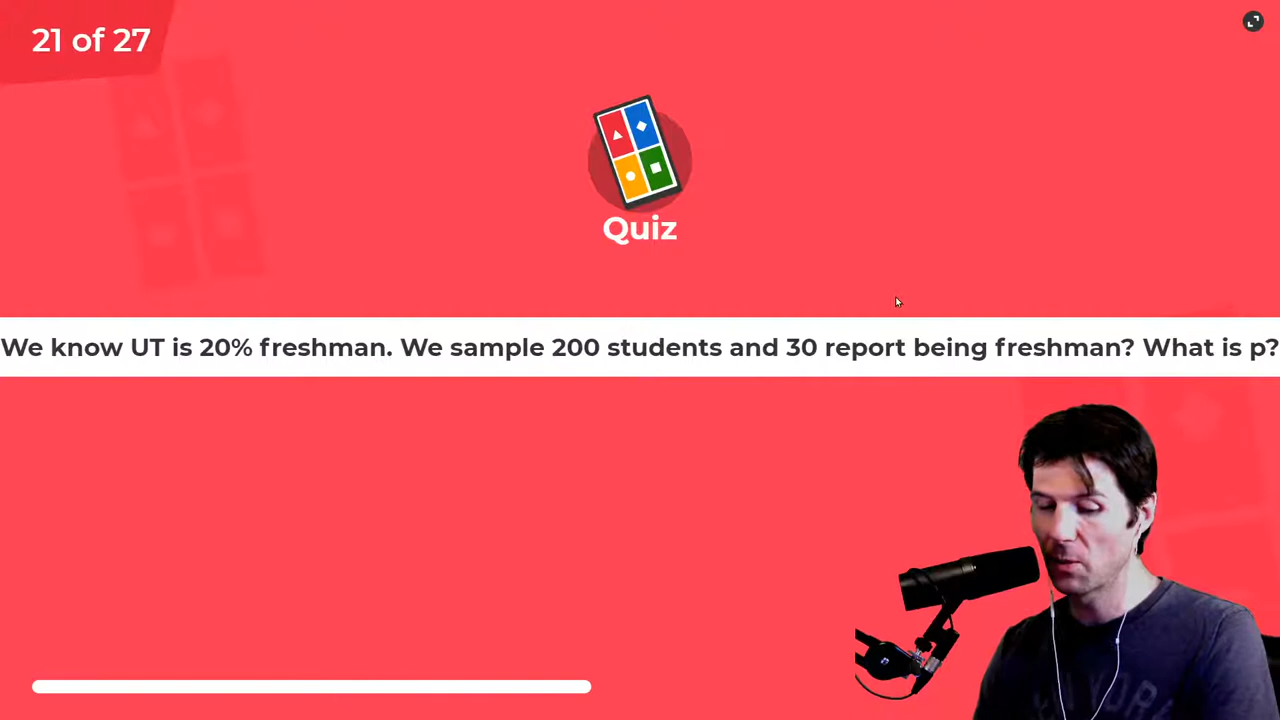 21 of 27
Quiz
We know UT is 20% freshman. We sample 200 students and 30 report being freshman? What is p?